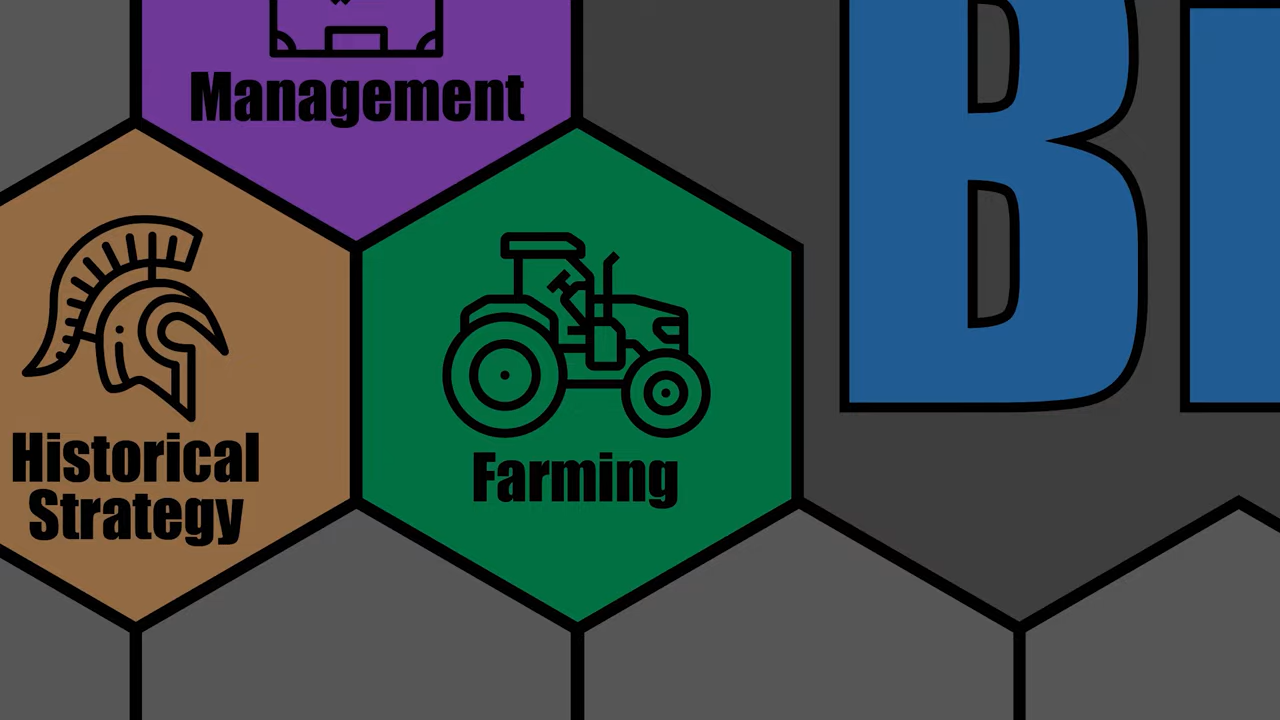 Management
B
Historical
Strategy
Farming